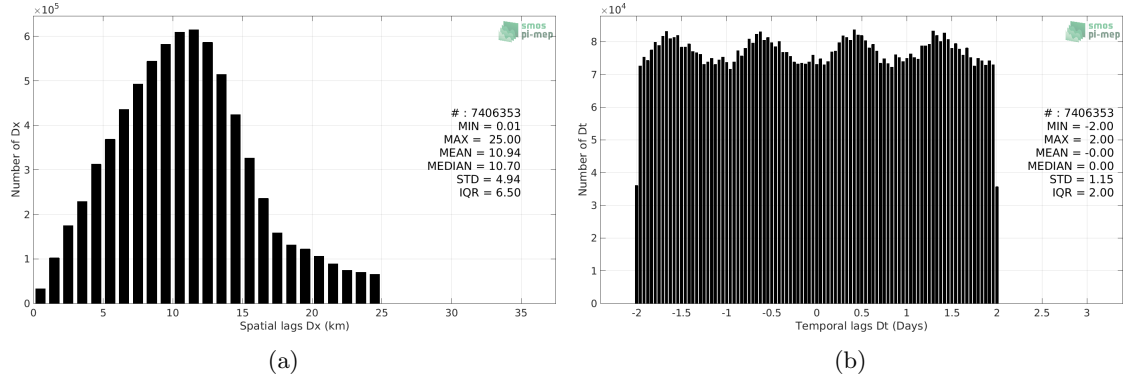 ×10^5
smos
pi-mep
6
5
4
3
2
1
0
Number of Dx
# : 7406353
MIN = 0.01
MAX = 25.00
MEAN = 10.94
MEDIAN = 10.70
STD = 4.94
IQR = 6.50
0 5 10 15 20 25 30 35
Spatial lags Dx (km)
(a)
×10^4
smos
pi-mep
8
7
6
5
4
3
2
1
0
Number of Dt
# : 7406353
MIN = -2.00
MAX = 2.00
MEAN = -0.00
MEDIAN = 0.00
STD = 1.15
IQR = 2.00
-2 -1.5 -1 -0.5 0 0.5 1 1.5 2 2.5 3
Temporal lags Dt (Days)
(b)